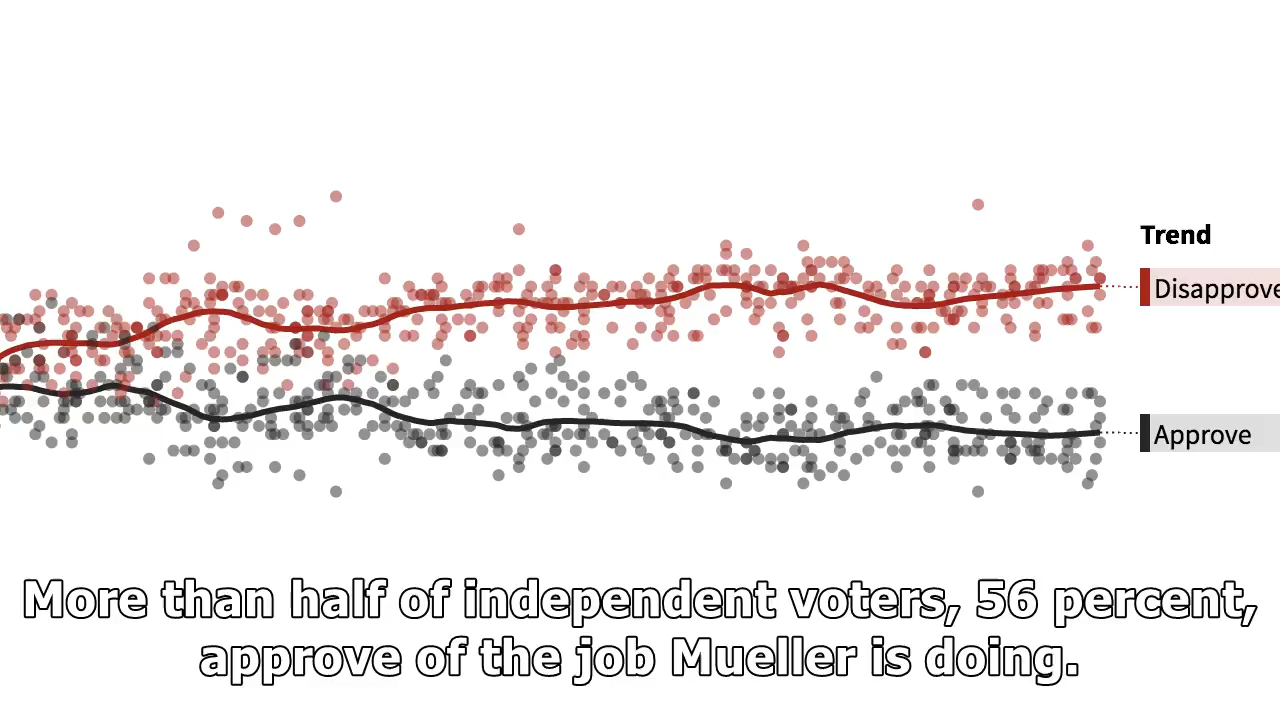 Trend
Disapprove
Approve
More than half of independent voters, 56 percent,
approve of the job Mueller is doing.